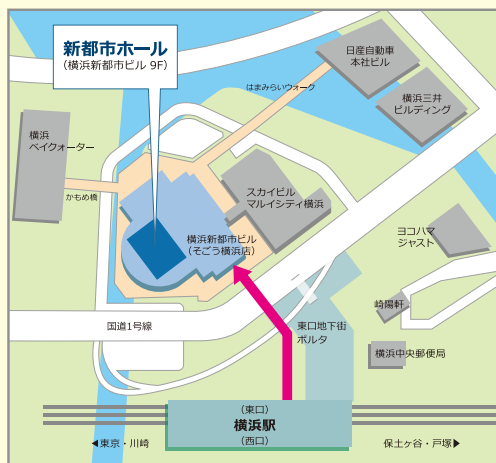 新都市ホール
(横浜新都市ビル 9F)
日産自動車
本社ビル
はまみらいウォーク
横浜三井
ビルディング
横浜
ベイクォーター
かもめ橋
スカイビル
マルイシティ横浜
横浜新都市ビル
(そごう横浜店)
ヨコハマ
ジャスト
崎陽軒
国道1号線
東口地下街
ポルタ
横浜中央郵便局
(東口)
横浜駅
(西口)
◀東京・川崎
保土ヶ谷・戸塚▶